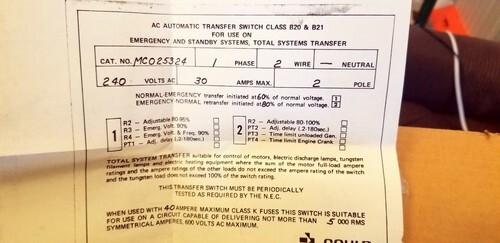 AC AUTOMATIC TRANSFER SWITCH CLASS B20 & B21
FOR USE ON
EMERGENCY AND STANDBY SYSTEMS, TOTAL SYSTEMS TRANSFER
CAT. NO. MC025324 1 PHASE 2 WIRE — NEUTRAL
240 VOLTS AC 30 AMPS MAX. 2 POLE
NORMAL-EMERGENCY transfer initiated at 60% of normal voltage. 1
EMERGENCY-NORMAL retransfer initiated at 80% of normal voltage. 2
1
R2 — Adjustable 80-95%
R3 — Emerg. Volt. 90%
R4 — Emerg. Volt. & Freq. 90%
PT1 — Adj. delay (.2-180sec.)
2
R2 — Adjustable 80-100%
PT2 — Adj. delay (.2-180sec.)
PT3 — Time limit unloaded Gen.
PT4 — Time limit Engine Crank
TOTAL SYSTEM TRANSFER suitable for control of motors, electric discharge lamps, tungsten
filament lamps and electric heating equipment where the sum of the motor full-load ampere
ratings and the ampere ratings of the other loads do not exceed the ampere rating of the switch
and the tungsten load does not exceed 100% of the switch rating.
THIS TRANSFER SWITCH MUST BE PERIODICALLY
TESTED AS REQUIRED BY THE N.E.C.
WHEN USED WITH 40 AMPERE MAXIMUM CLASS K FUSES THIS SWITCH IS SUITABLE
FOR USE ON A CIRCUIT CAPABLE OF DELIVERING NOT MORE THAN 5 000 RMS
SYMMETRICAL AMPERES, 600 VOLTS AC MAXIMUM.
GOULD